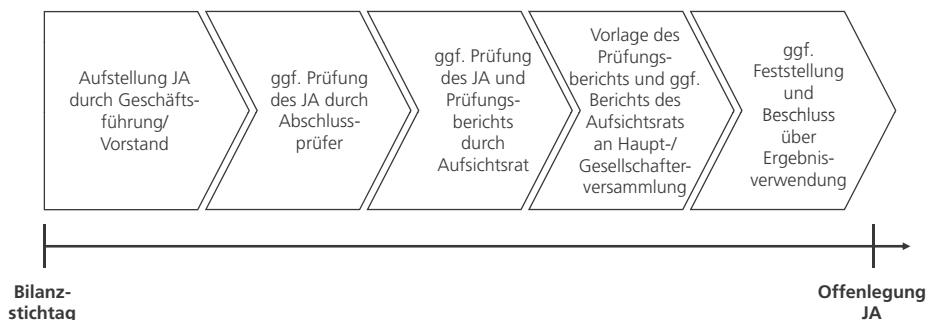 Aufstellung JA
durch Geschäfts-
führung/
Vorstand
ggf. Prüfung
des JA durch
Abschluss-
prüfer
ggf. Prüfung
des JA und
Prüfungs-
berichts
durch
Aufsichtsrat
Vorlage des
Prüfungs-
berichts und ggf.
Berichts des
Aufsichtsrats
an Haupt-/
Gesellschafter-
versammlung
ggf.
Feststellung
und
Beschluss
über
Ergebnis-
verwendung
Bilanz-
stichtag
Offenlegung
JA